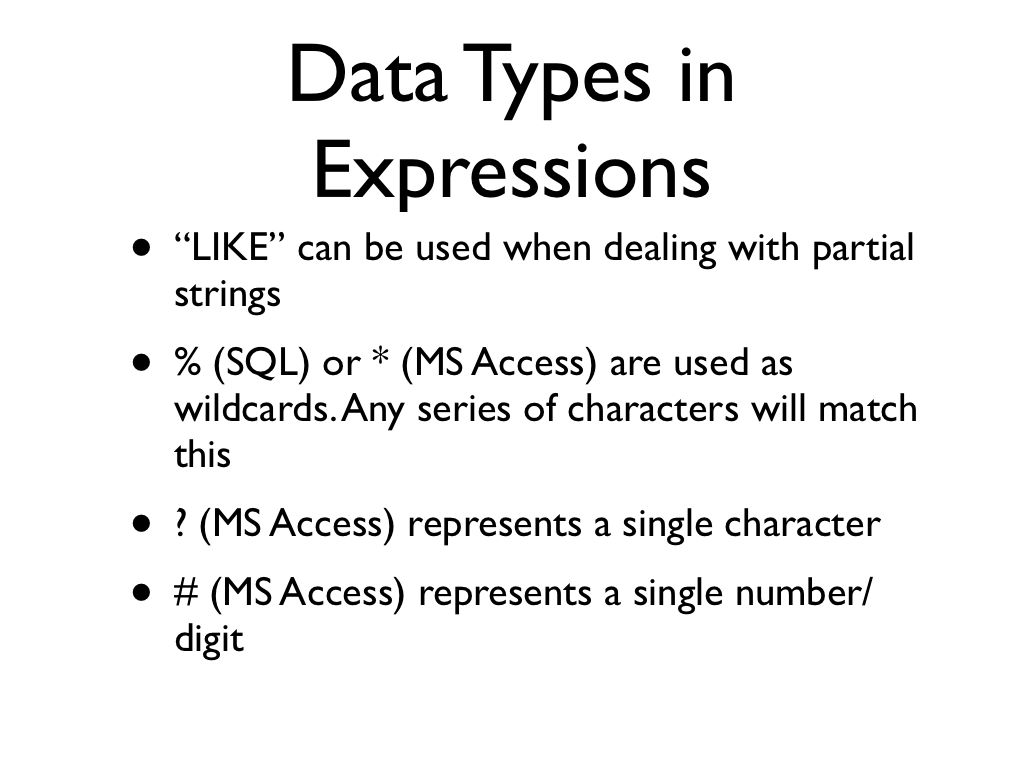 Data Types in
Expressions
• “LIKE” can be used when dealing with partial
strings
• % (SQL) or * (MS Access) are used as
wildcards. Any series of characters will match
this
• ? (MS Access) represents a single character
• # (MS Access) represents a single number/
digit